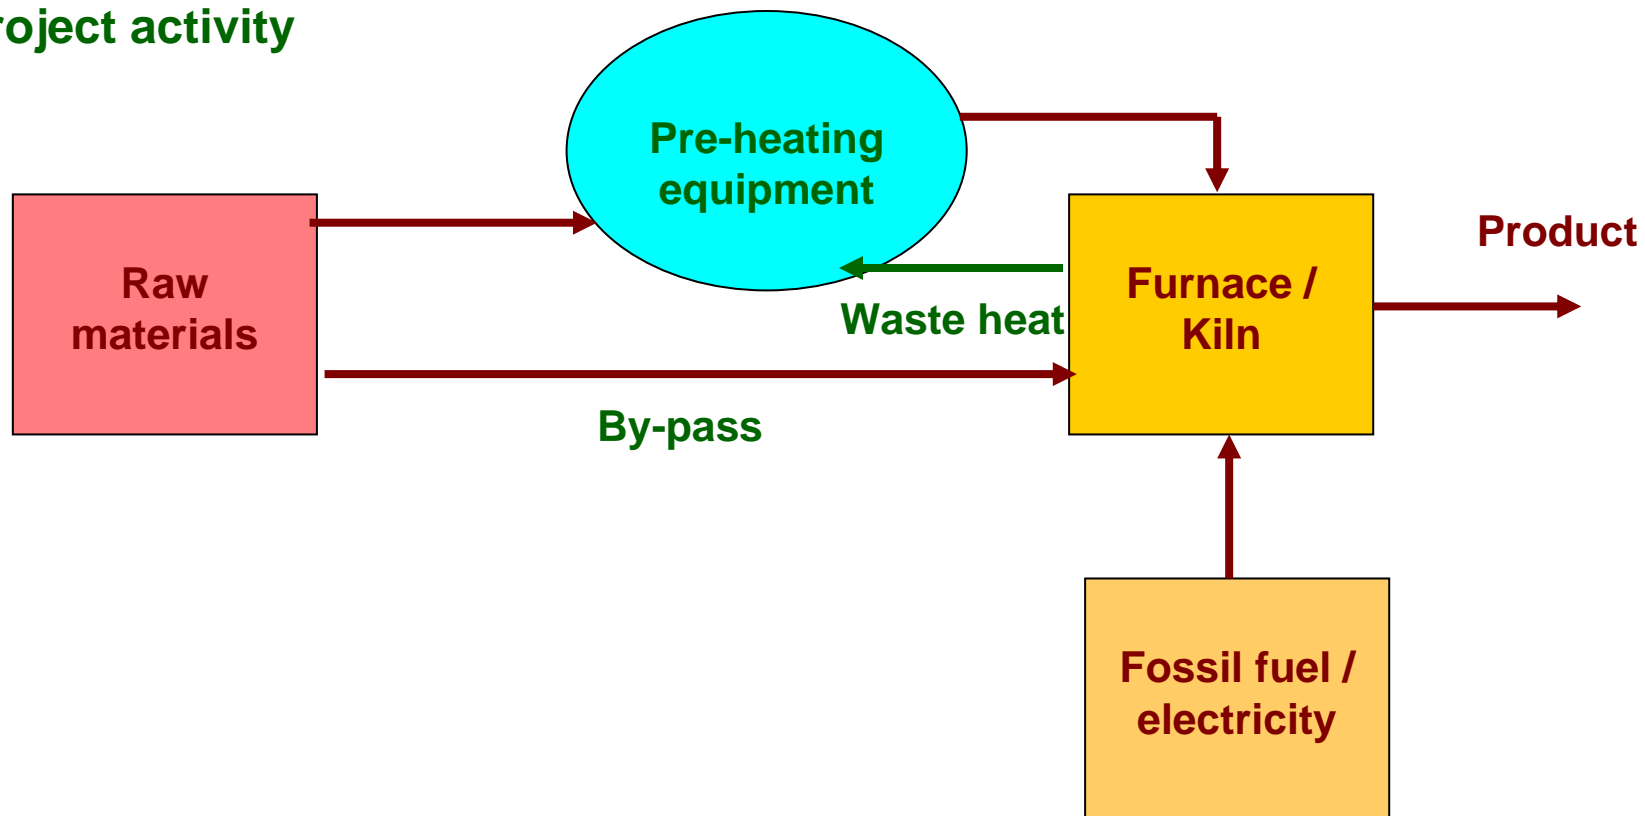 roject activity
Pre-heating
equipment
Raw
materials
Waste heat
Furnace /
Kiln
Product
By-pass
Fossil fuel /
electricity